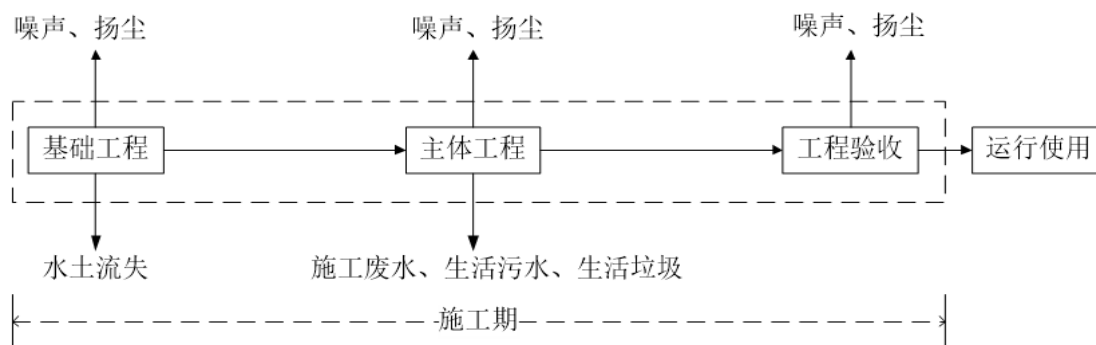 噪声、扬尘
噪声、扬尘
噪声、扬尘
基础工程
主体工程
工程验收
运行使用
水土流失
施工废水、生活污水、生活垃圾
施工期